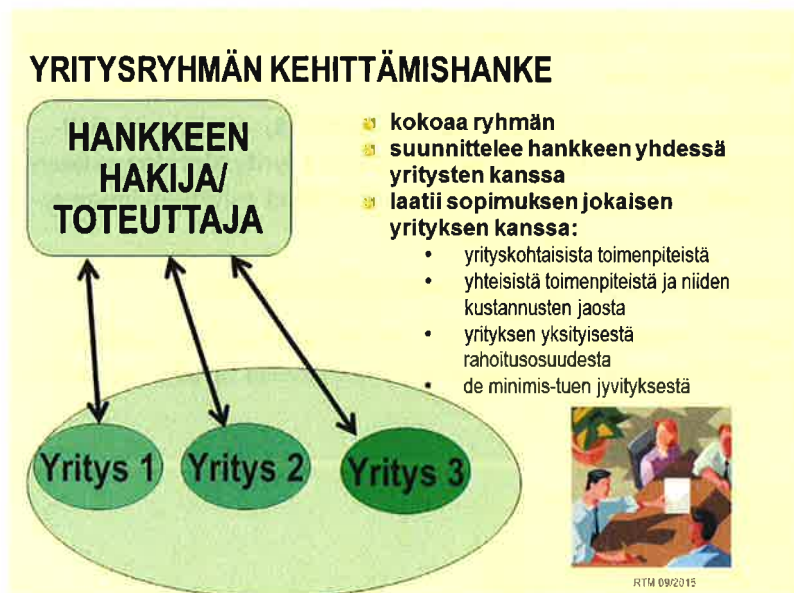 YRITYSRYHMÄN KEHITTÄMISHANKE
HANKKEEN
HAKIJA/
TOTEUTTAJA
kokoaa ryhmän
suunnittelee hankkeen yhdessä
yritysten kanssa
laatii sopimuksen jokaisen
yrityksen kanssa:
• yrityskohtaisista toimenpiteistä
• yhteisistä toimenpiteistä ja niiden
kustannusten jaosta
• yrityksen yksityisestä
rahoitusosuudesta
• de minimis-tuen jyvityksestä
Yritys 1
Yritys 2
Yritys 3
RTM 09/2015